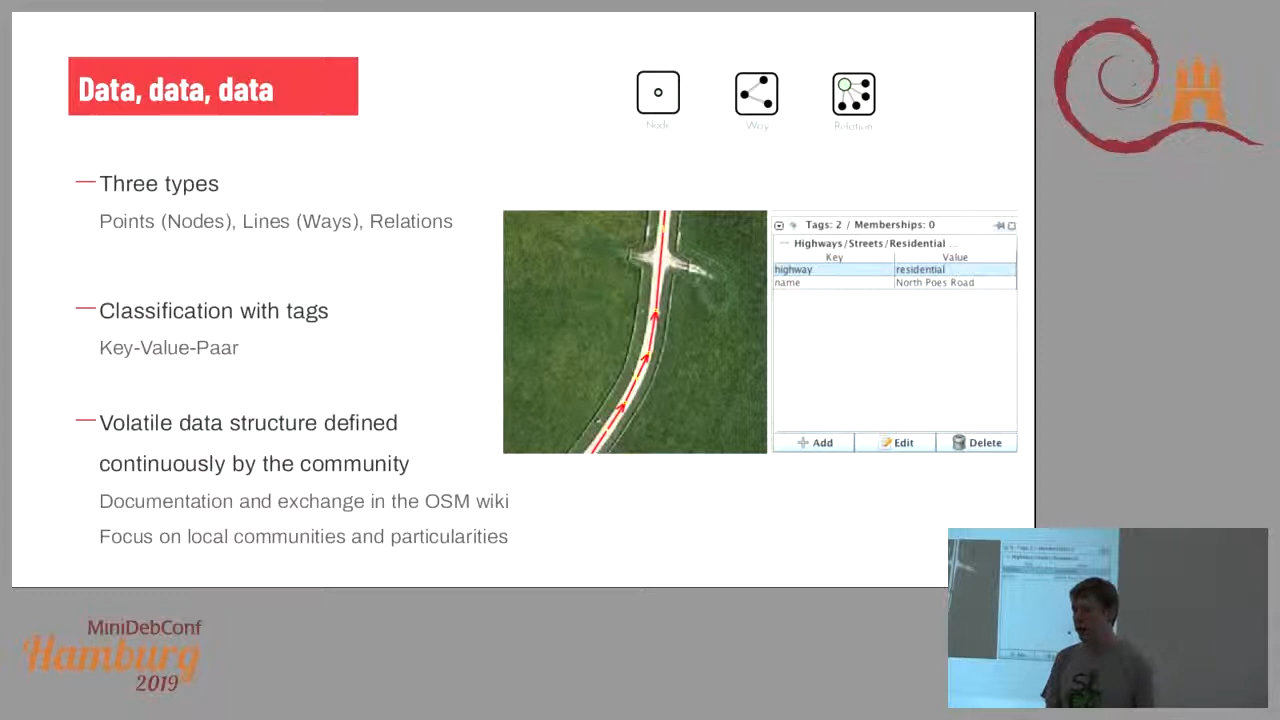 Data, data, data
Node
Way
Relation
Three types
Points (Nodes), Lines (Ways), Relations
Classification with tags
Key-Value-Paar
Volatile data structure defined
continuously by the community
Documentation and exchange in the OSM wiki
Focus on local communities and particularities
Tags: 2 / Memberships: 0
Highways/Streets/Residential ...
Key Value
highway residential
name North Poes Road
Add Edit Delete
MiniDebConf
Hamburg
2019